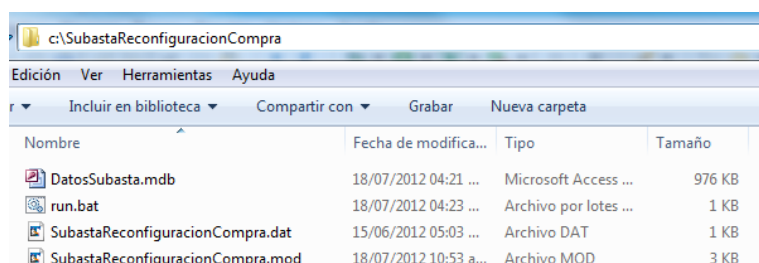 c:\SubastaReconfiguracionCompra
Edición Ver Herramientas Ayuda
Incluir en biblioteca Compartir con Grabar Nueva carpeta
Nombre Fecha de modifica... Tipo Tamaño
DatosSubasta.mdb 18/07/2012 04:21 ... Microsoft Access ... 976 KB
run.bat 18/07/2012 04:23 ... Archivo por lotes ... 1 KB
SubastaReconfiguracionCompra.dat 15/06/2012 05:03 ... Archivo DAT 1 KB
SubastaReconfiguracionCompra.mod 18/07/2012 10:53 a... Archivo MOD 3 KB